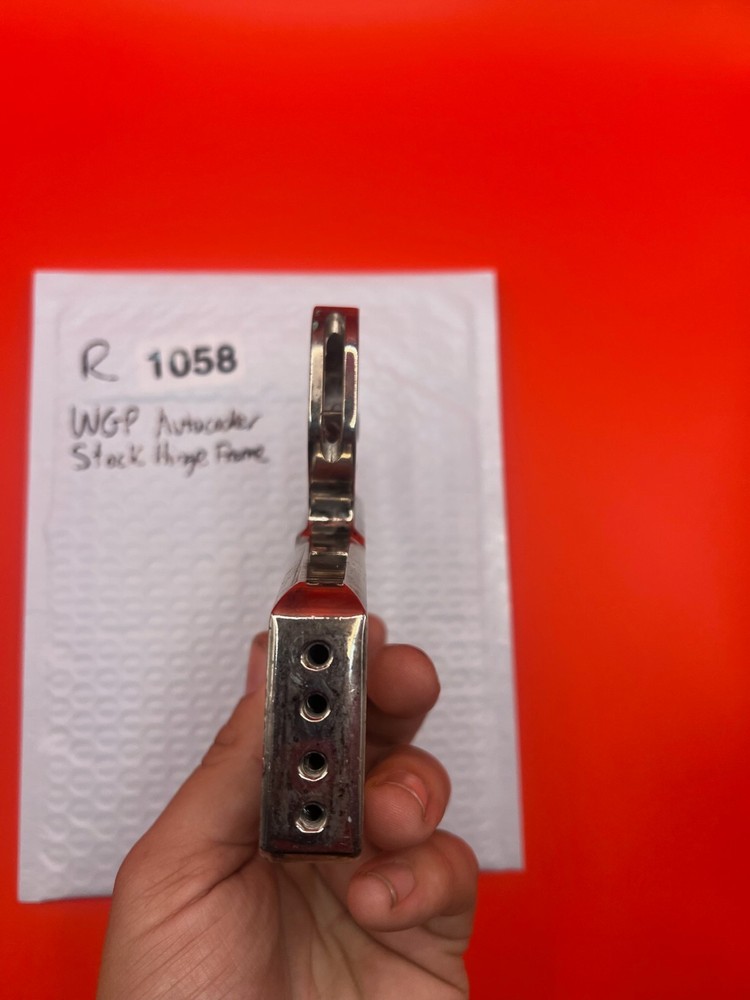 R 1058
WGP Autococker
Stock Hinge Frame